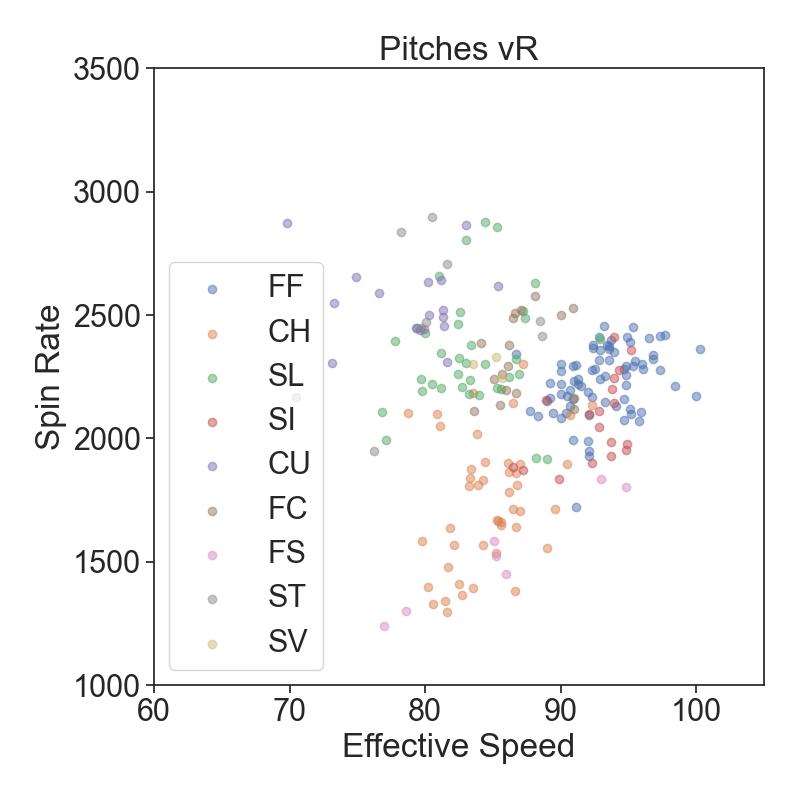 Pitches vR
3500
3000
2500
2000
1500
1000
Spin Rate
FF
CH
SL
SI
CU
FC
FS
ST
SV
60 70 80 90 100
Effective Speed